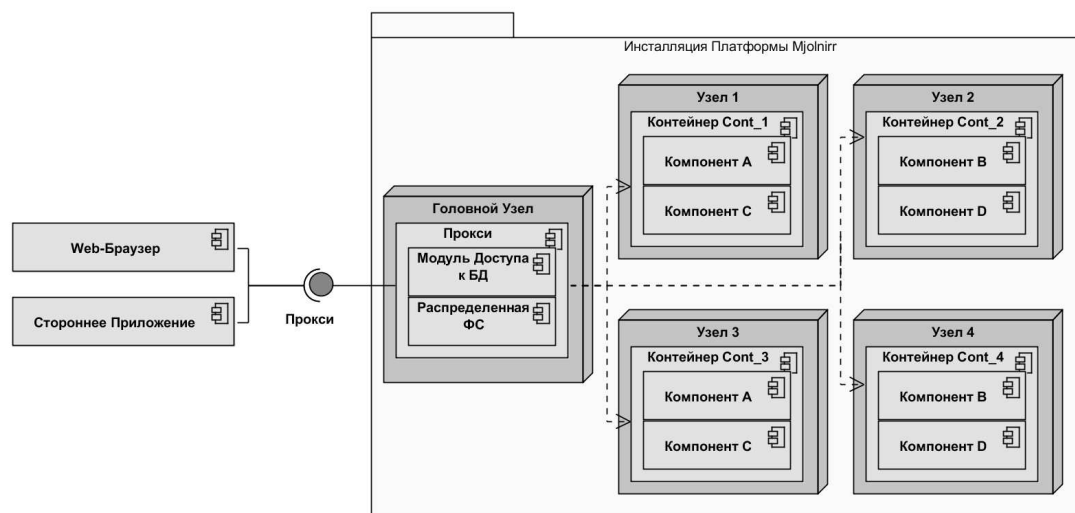 Инсталляция Платформы Mjolnirr
Узел 1
Контейнер Cont_1
Компонент A
Компонент C
Узел 2
Контейнер Cont_2
Компонент B
Компонент D
Головной Узел
Прокси
Модуль Доступа
к БД
Распределенная
ФС
Web-Браузер
Стороннее Приложение
Прокси
Узел 3
Контейнер Cont_3
Компонент A
Компонент C
Узел 4
Контейнер Cont_4
Компонент B
Компонент D